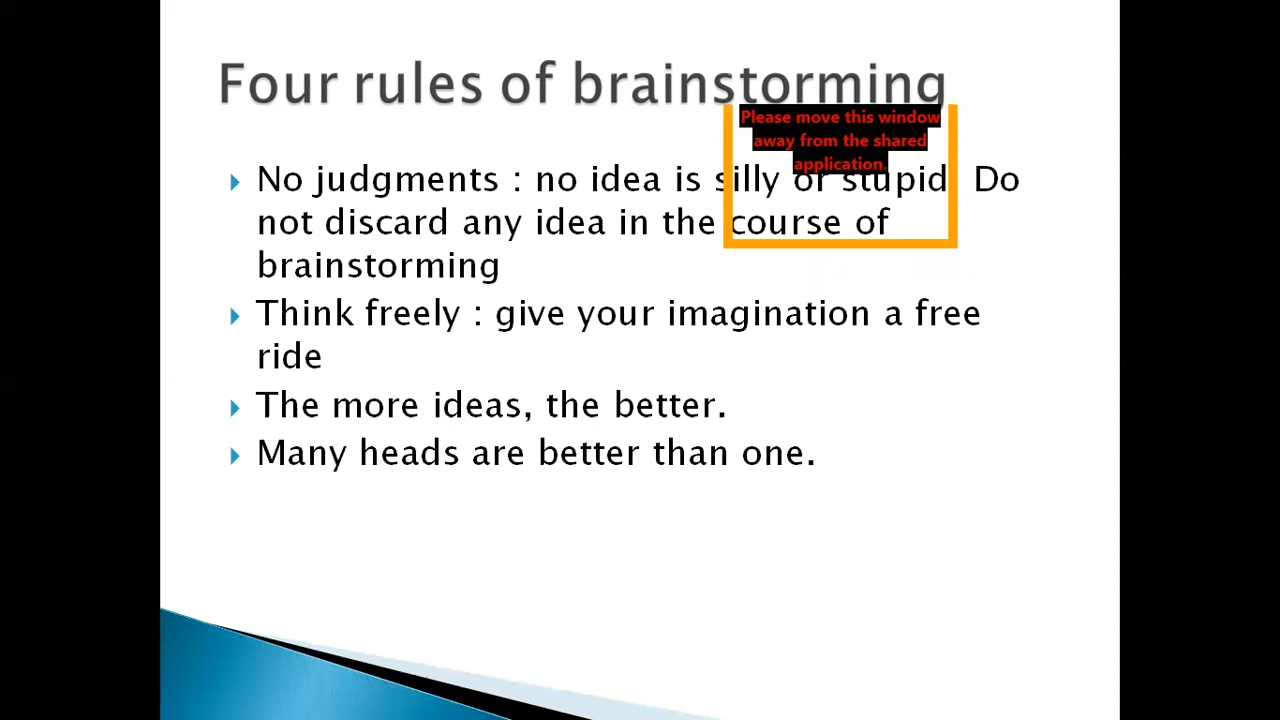 Four rules of brainstorming
Please move this window
away from the shared
application.
No judgments : no idea is silly or stupid Do
not discard any idea in the course of
brainstorming
Think freely : give your imagination a free
ride
The more ideas, the better.
Many heads are better than one.